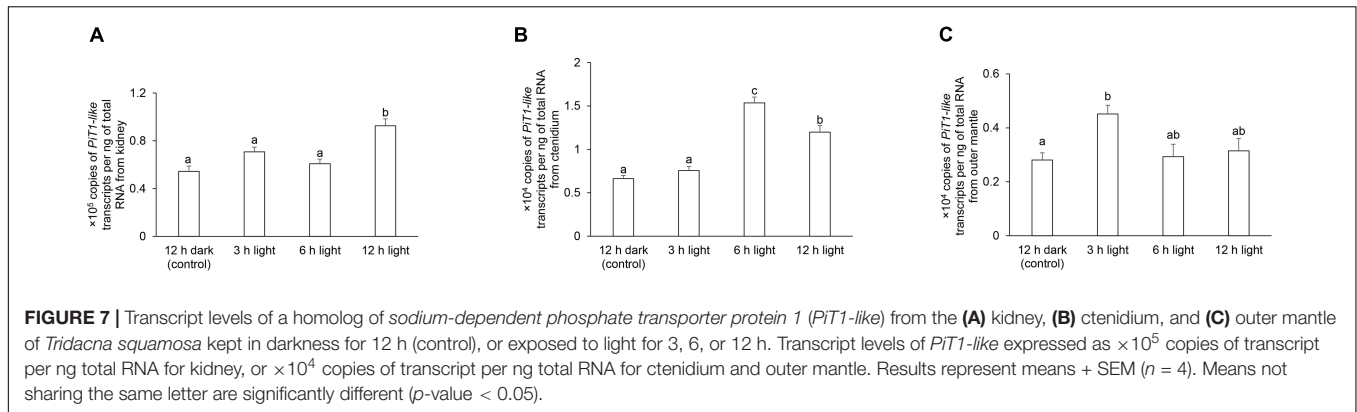 A
×10⁵ copies of PiT1-like
transcripts per ng of total
RNA from kidney
1.2
0.8
0.4
0
a
a
a
b
12 h dark
(control)
3 h light
6 h light
12 h light
B
×10⁴ copies of PiT1-like
transcripts per ng of total RNA
from ctenidium
2
1.5
1
0.5
0
a
a
c
b
12 h dark
(control)
3 h light
6 h light
12 h light
C
×10⁴ copies of PiT1-like
transcripts per ng of total RNA
from outer mantle
0.6
0.4
0.2
0
a
b
ab
ab
12 h dark
(control)
3 h light
6 h light
12 h light
FIGURE 7 | Transcript levels of a homolog of sodium-dependent phosphate transporter protein 1 (PiT1-like) from the (A) kidney, (B) ctenidium, and (C) outer mantle
of Tridacna squamosa kept in darkness for 12 h (control), or exposed to light for 3, 6, or 12 h. Transcript levels of PiT1-like expressed as ×10⁵ copies of transcript
per ng total RNA for kidney, or ×10⁴ copies of transcript per ng total RNA for ctenidium and outer mantle. Results represent means + SEM (n = 4). Means not
sharing the same letter are significantly different (p-value < 0.05).